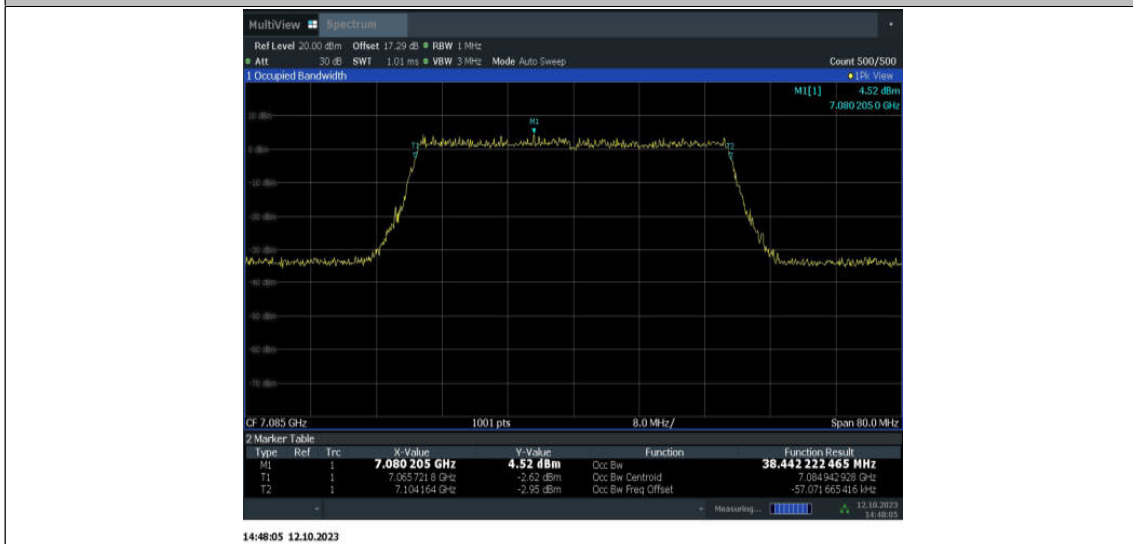 MultiView Spectrum
Ref Level 20.00 dBm Offset 17.29 dB RBW 1 MHz
Att 30 dB SWT 1.01 ms VBW 3 MHz Mode Auto Sweep Count 500/500
1 Occupied Bandwidth 1Pk View
M1[1] 4.52 dBm
7.080 205 0 GHz
10 dBm
M1
T1 T2
0 dBm
-10 dBm
-20 dBm
-30 dBm
-40 dBm
-50 dBm
-60 dBm
-70 dBm
CF 7.085 GHz 1001 pts 8.0 MHz/ Span 80.0 MHz
2 Marker Table
Type Ref Trc X-Value Y-Value Function Function Result
M1 1 7.080 205 GHz 4.52 dBm Occ Bw 38.442 222 465 MHz
T1 1 7.065 721 8 GHz -2.62 dBm Occ Bw Centroid 7.084 942 928 GHz
T2 1 7.104 164 GHz -2.95 dBm Occ Bw Freq Offset -57.071 665 416 kHz
Measuring... 12.10.2023
14:48:05
14:48:05 12.10.2023